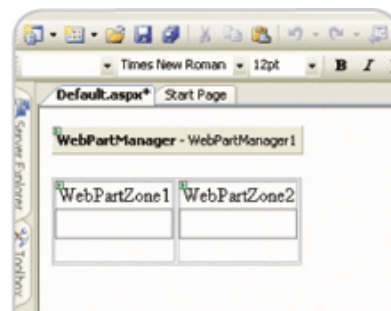 Times New Roman 12pt B I
Default.aspx* Start Page
Server Explorer
Toolbox
WebPartManager - WebPartManager1
WebPartZone1 WebPartZone2